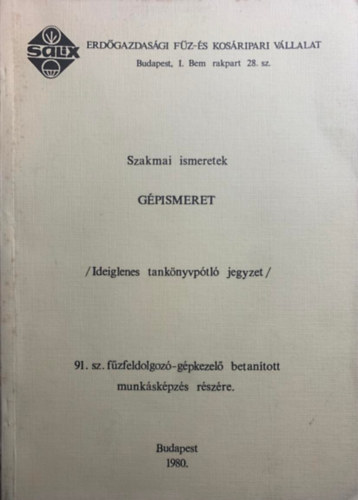 SALIX
ERDŐGAZDASÁGI FŰZ-ÉS KOSÁRIPARI VÁLLALAT
Budapest, I. Bem rakpart 28. sz.
Szakmai ismeretek
GÉPISMERET
/Ideiglenes tankönyvpótló jegyzet/
91. sz. fűzfeldolgozó-gépkezelő betanított
munkásképzés részére.
Budapest
1980.